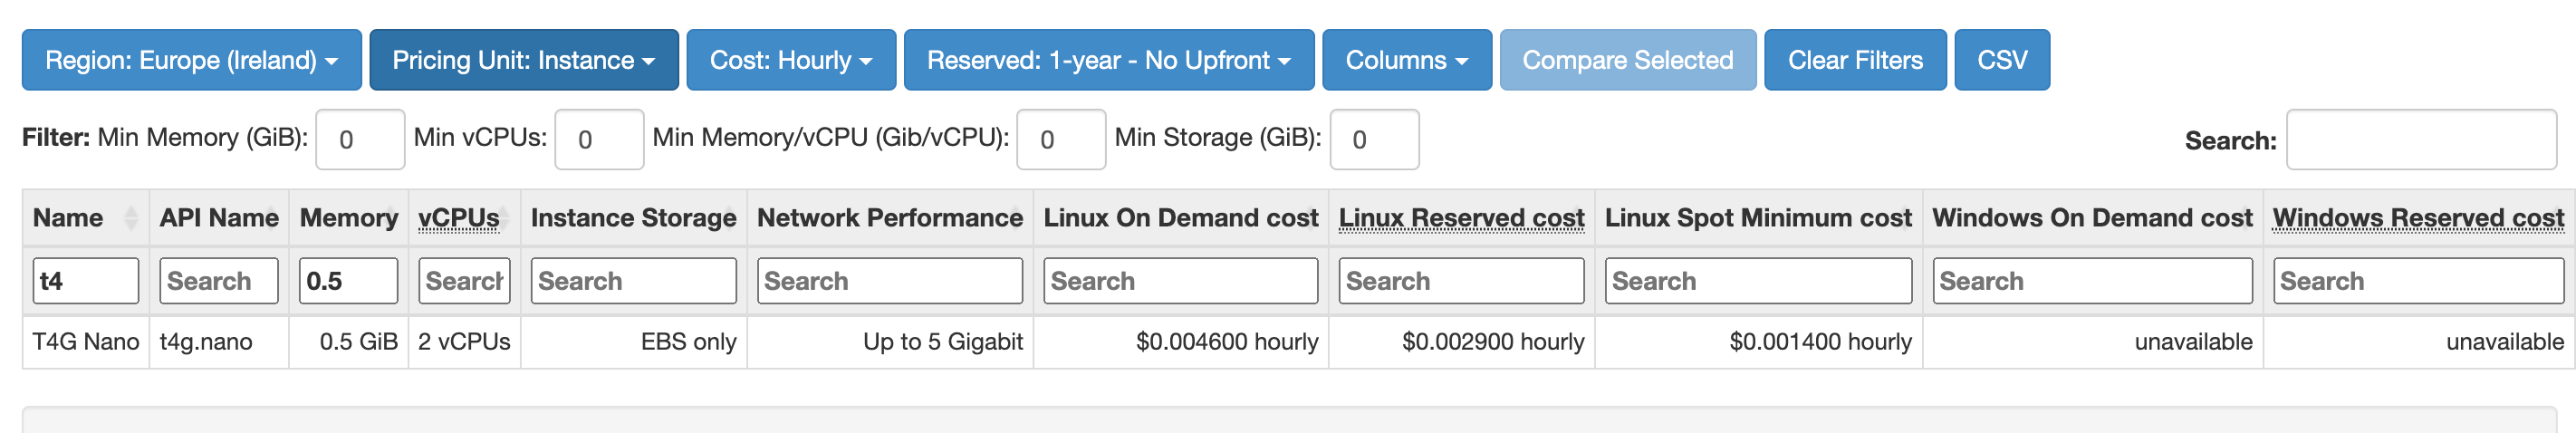 Region: Europe (Ireland) Pricing Unit: Instance Cost: Hourly Reserved: 1-year - No Upfront Columns Compare Selected Clear Filters CSV
Filter: Min Memory (GiB): 0 Min vCPUs: 0 Min Memory/vCPU (Gib/vCPU): 0 Min Storage (GiB): 0 Search:
Name API Name Memory vCPUs Instance Storage Network Performance Linux On Demand cost Linux Reserved cost Linux Spot Minimum cost Windows On Demand cost Windows Reserved cost
t4 Search 0.5 Search Search Search Search Search Search Search Search
T4G Nano t4g.nano 0.5 GiB 2 vCPUs EBS only Up to 5 Gigabit $0.004600 hourly $0.002900 hourly $0.001400 hourly unavailable unavailable